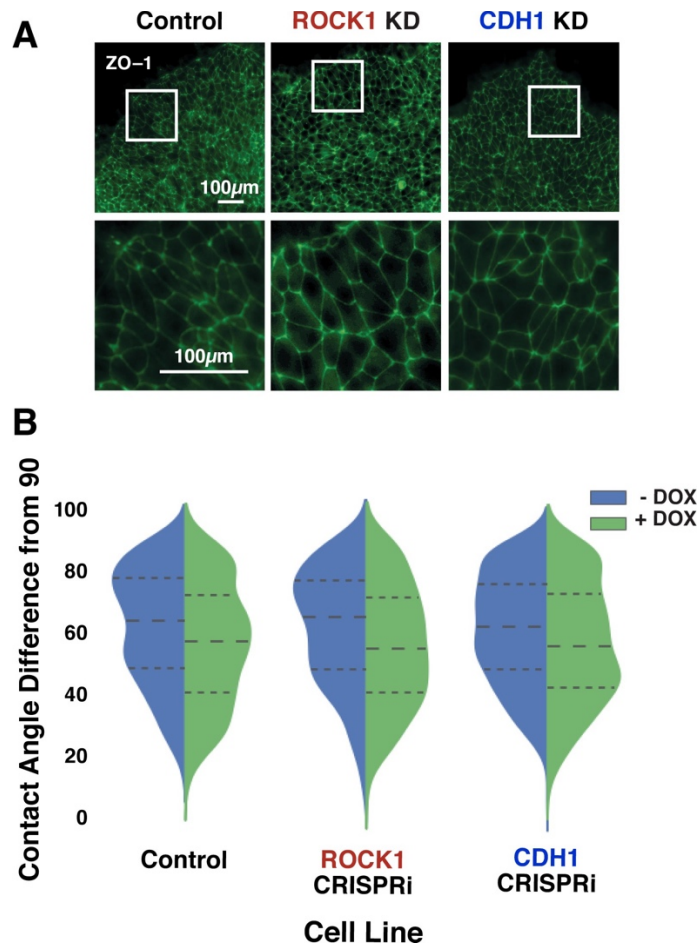 A
Control
ROCK1 KD
CDH1 KD
ZO–1
100µm
100µm
B
Contact Angle Difference from 90
100
80
60
40
20
0
- DOX
+ DOX
Control
ROCK1
CRISPRi
CDH1
CRISPRi
Cell Line